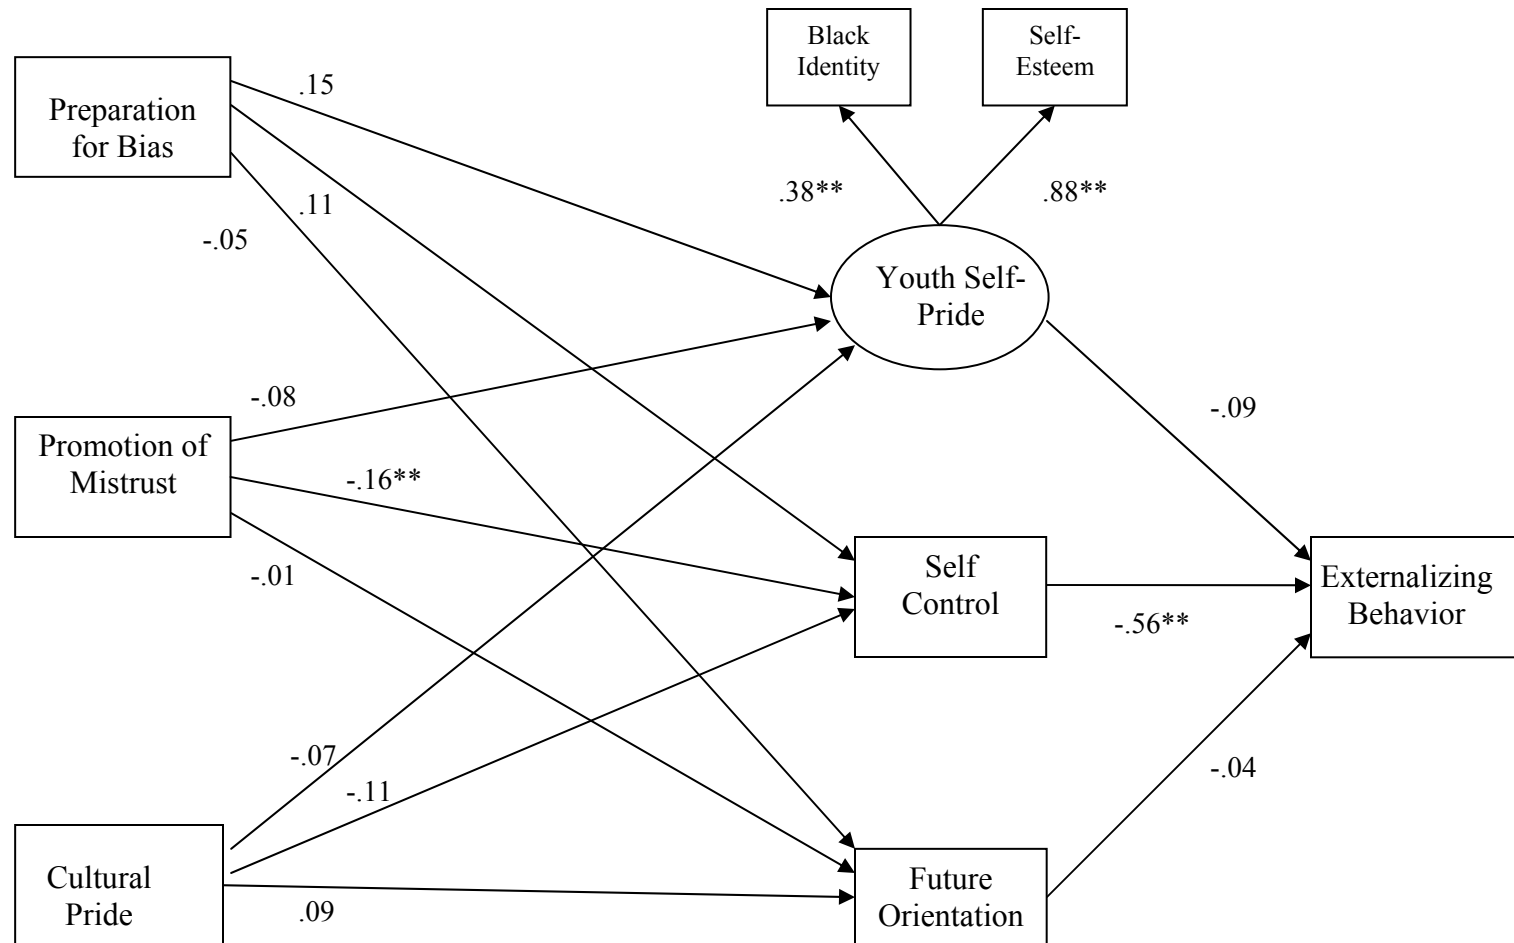 Black
Identity
Self-
Esteem
Preparation
for Bias
.15
.38**
.88**
.11
-.05
Youth Self-
Pride
-.08
-.09
Promotion of
Mistrust
-.16**
-.01
Self
Control
Externalizing
Behavior
-.56**
-.07
-.11
-.04
Cultural
Pride
.09
Future
Orientation